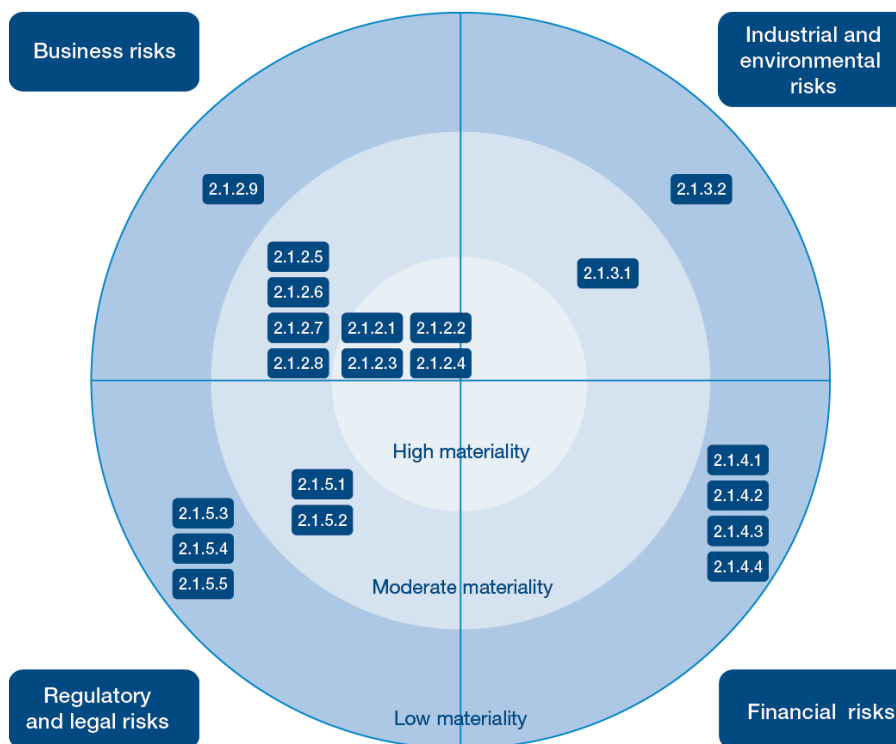 Business risks
Industrial and
environmental
risks
2.1.2.9
2.1.3.2
2.1.2.5
2.1.3.1
2.1.2.6
2.1.2.7
2.1.2.1
2.1.2.2
2.1.2.8
2.1.2.3
2.1.2.4
High materiality
2.1.4.1
2.1.5.1
2.1.4.2
2.1.5.3
2.1.5.2
2.1.4.3
2.1.5.4
2.1.4.4
2.1.5.5
Moderate materiality
Regulatory
and legal risks
Low materiality
Financial risks